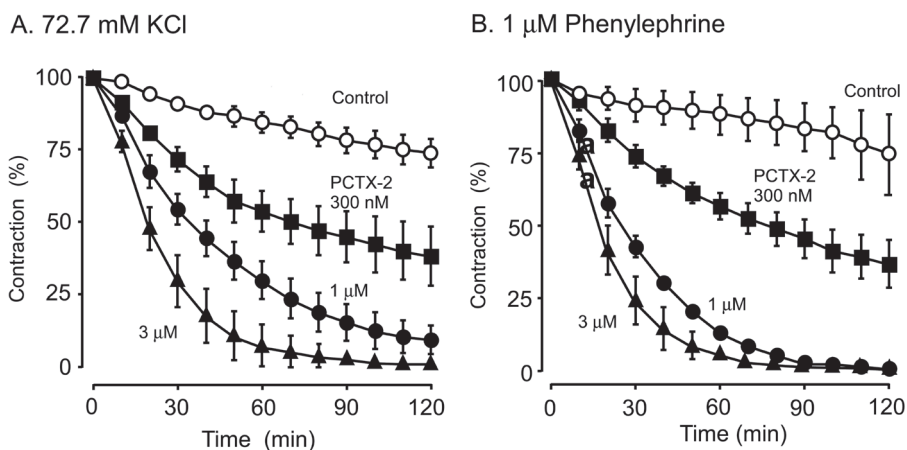 A. 72.7 mM KCl
100
75
50
25
0
Contraction (%)
Control
PCTX-2
300 nM
1 μM
3 μM
0 30 60 90 120
Time (min)
B. 1 μM Phenylephrine
100
75
50
25
0
Contraction (%)
Control
a
a
PCTX-2
300 nM
1 μM
3 μM
0 30 60 90 120
Time (min)